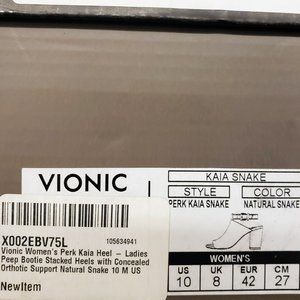 VIONIC
KAIA SNAKE
STYLE
COLOR
PERK KAIA SNAKE
NATURAL SNAKE
WOMEN'S
US
UK
EUR
CM
10
8
42
27
X002EBV75L
105634941
Vionic Women's Perk Kaia Heel – Ladies
Peep Bootie Stacked Heels with Concealed
Orthotic Support Natural Snake 10 M US
NewItem